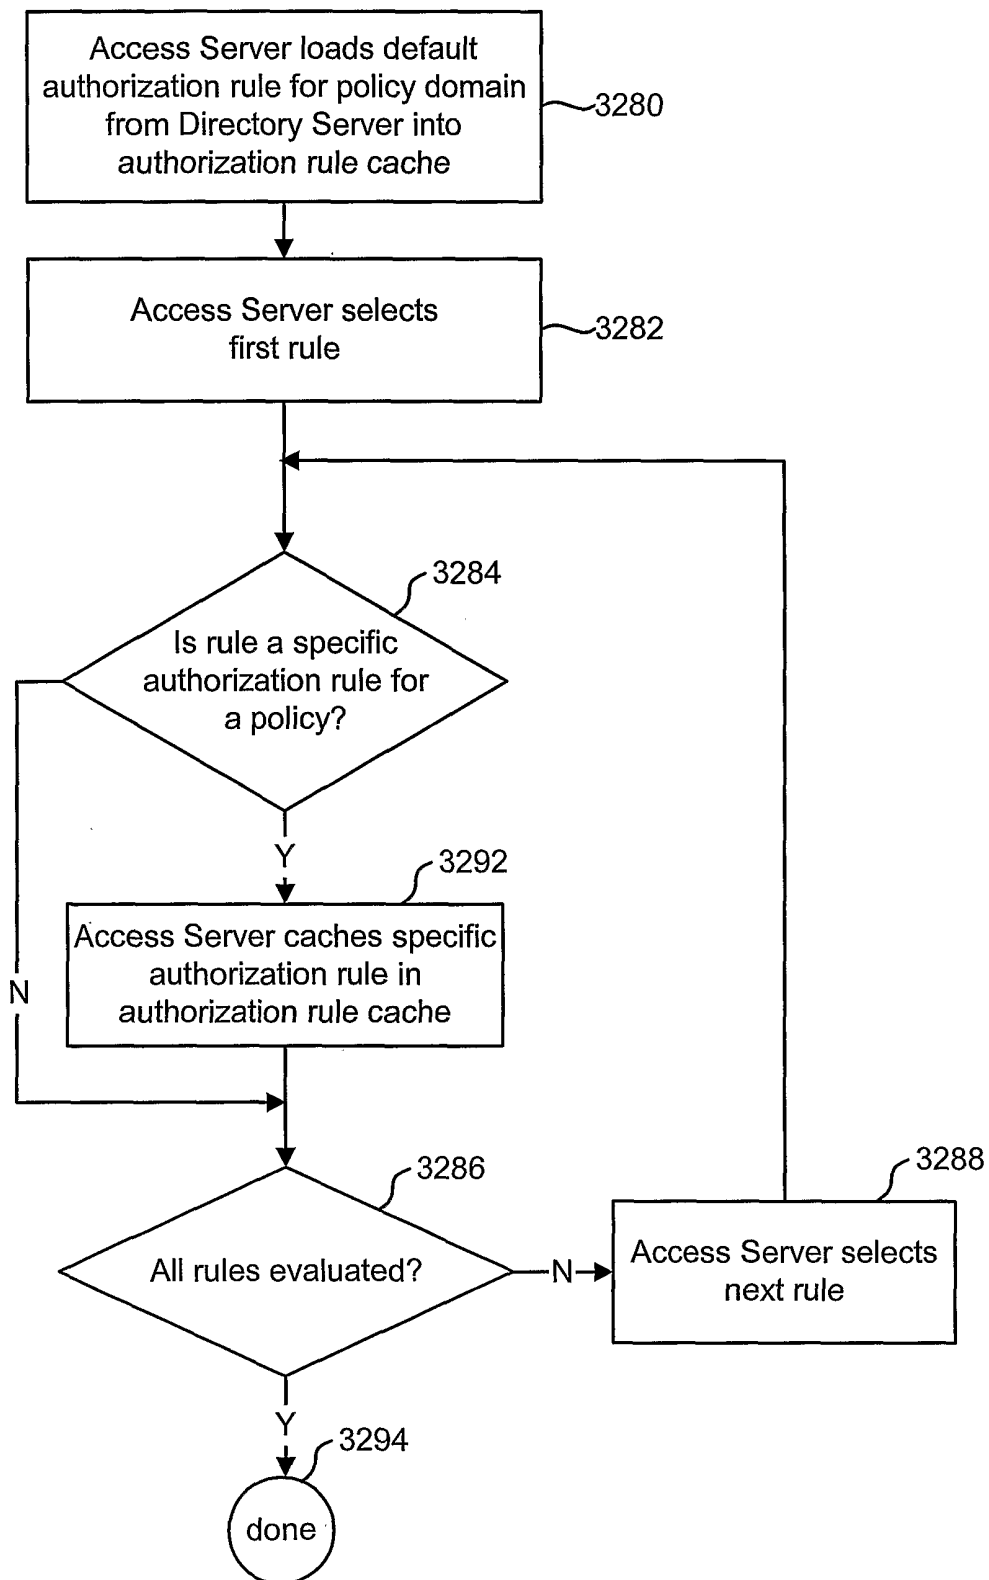 Access Server loads default
authorization rule for policy domain
from Directory Server into
authorization rule cache
3280
Access Server selects
first rule
3282
3284
Is rule a specific
authorization rule for
a policy?
Y
3292
Access Server caches specific
authorization rule in
authorization rule cache
N
3286
All rules evaluated?
N
3288
Access Server selects
next rule
Y
3294
done